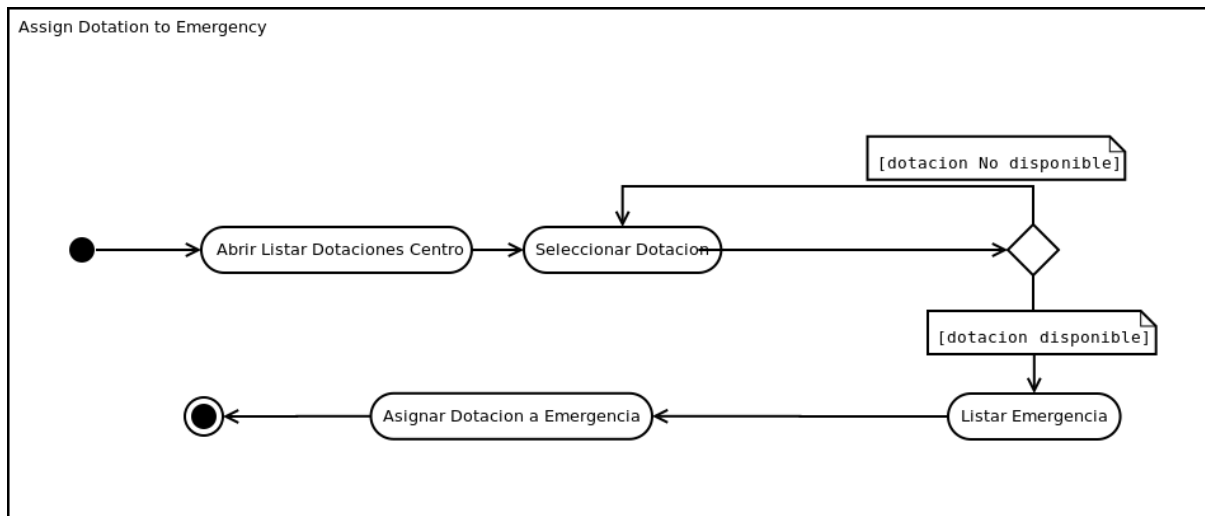 Assign Dotation to Emergency
[dotacion No disponible]
Abrir Listar Dotaciones Centro
Seleccionar Dotacion
[dotacion disponible]
Asignar Dotacion a Emergencia
Listar Emergencia